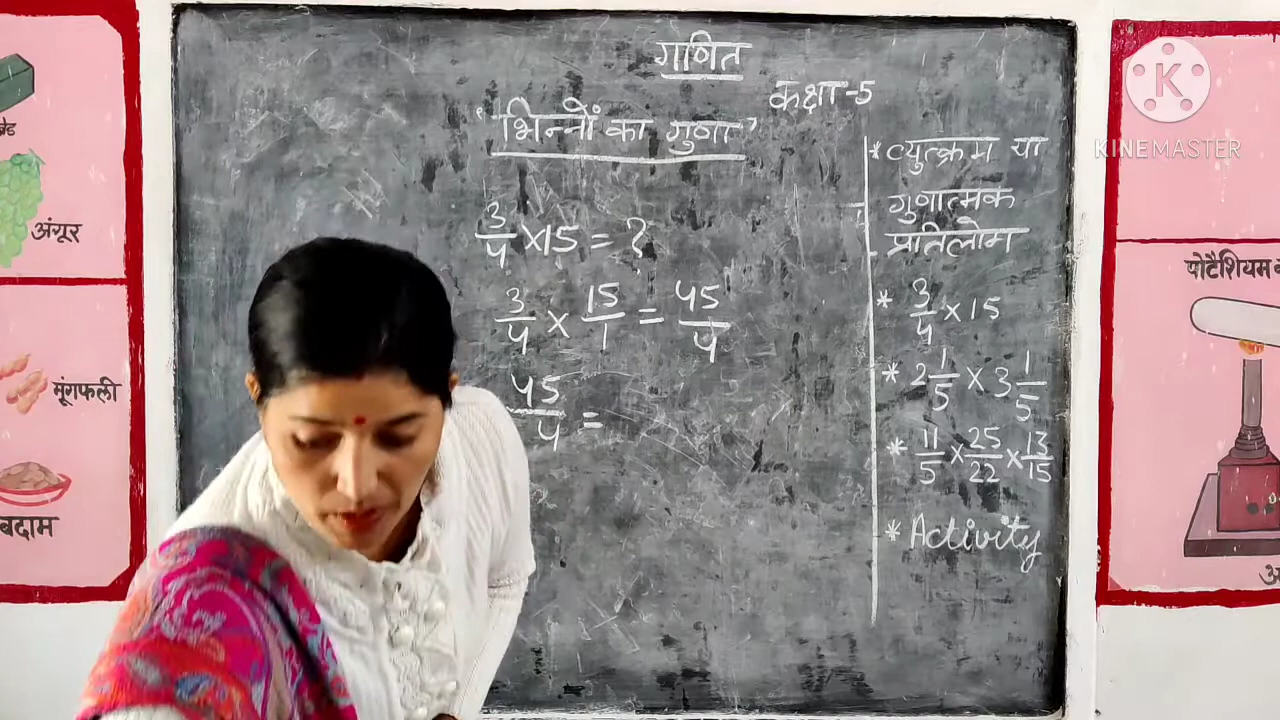 गणित
कक्षा-5
"भिन्नों का गुणा"
3/4 × 15 = ?
3/4 × 15/1 = 45/4
45/4 =
* व्युत्क्रम या
गुणात्मक
प्रतिलोम
* 3/4 × 15
* 2 1/5 × 3 1/5
* 11/5 × 25/22 × 13/15
* Activity
अंगूर
मूंगफली
बादाम
पोटैशियम
KINEMASTER